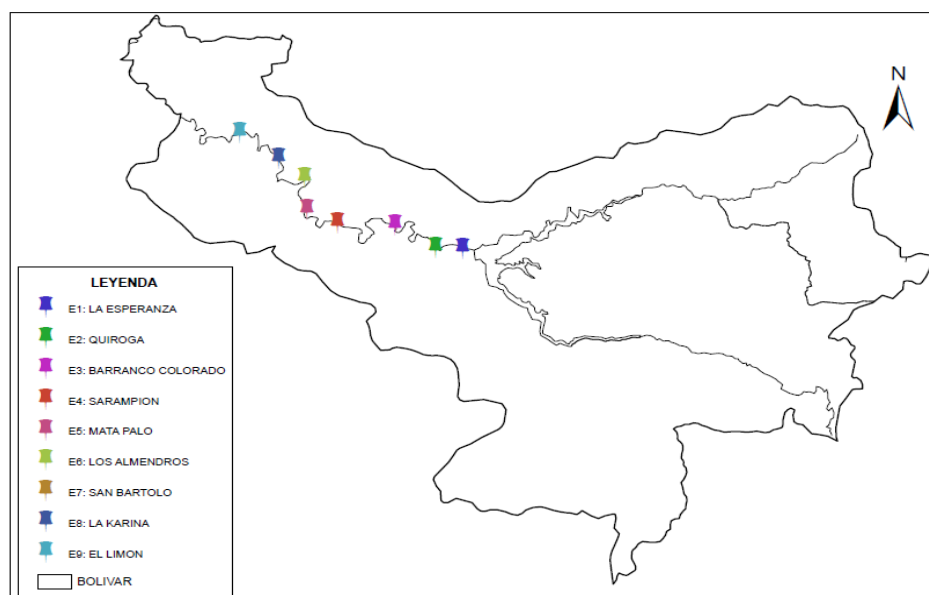 N
LEYENDA
E1: LA ESPERANZA
E2: QUIROGA
E3: BARRANCO COLORADO
E4: SARAMPION
E5: MATA PALO
E6: LOS ALMENDROS
E7: SAN BARTOLO
E8: LA KARINA
E9: EL LIMON
BOLIVAR